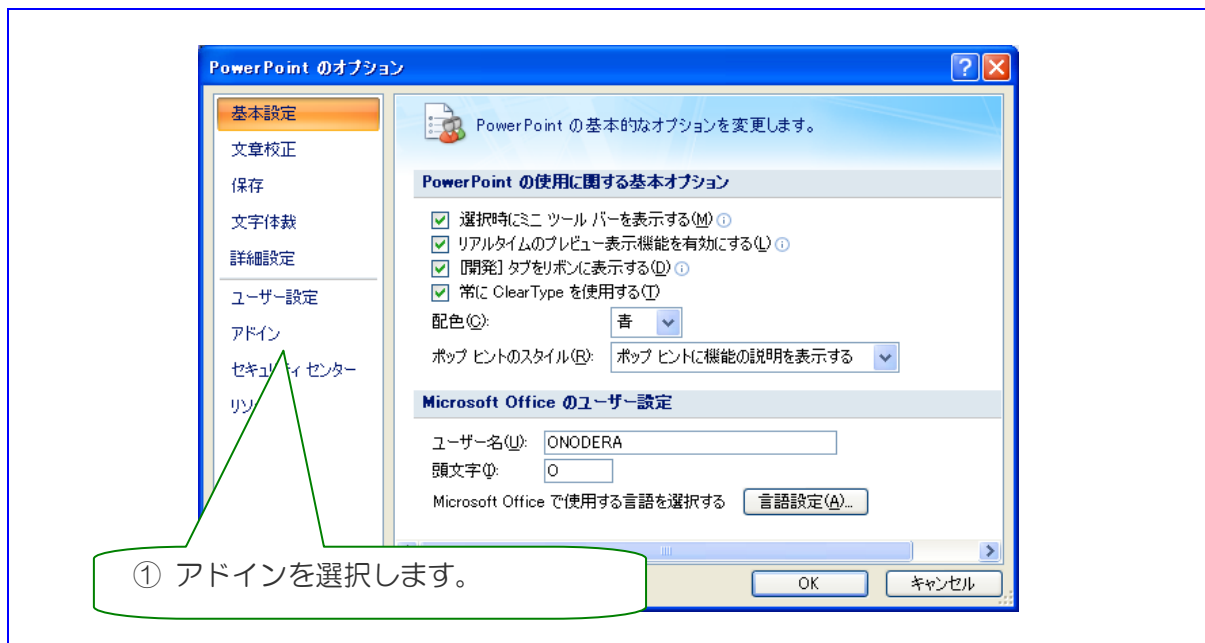 PowerPoint のオプション
基本設定
文章校正
保存
文字体裁
詳細設定
ユーザー設定
アドイン
セキュリティ センター
PowerPoint の基本的なオプションを変更します。
PowerPoint の使用に関する基本オプション
選択時にミニ ツール バーを表示する(M)
リアルタイムのプレビュー表示機能を有効にする(L)
[開発] タブをリボンに表示する(D)
常に ClearType を使用する(T)
配色(C): 青
ポップ ヒントのスタイル(R): ポップ ヒントに機能の説明を表示する
Microsoft Office のユーザー設定
ユーザー名(U): ONODERA
頭文字(I): O
Microsoft Office で使用する言語を選択する 言語設定(A)...
① アドインを選択します。
OK キャンセル